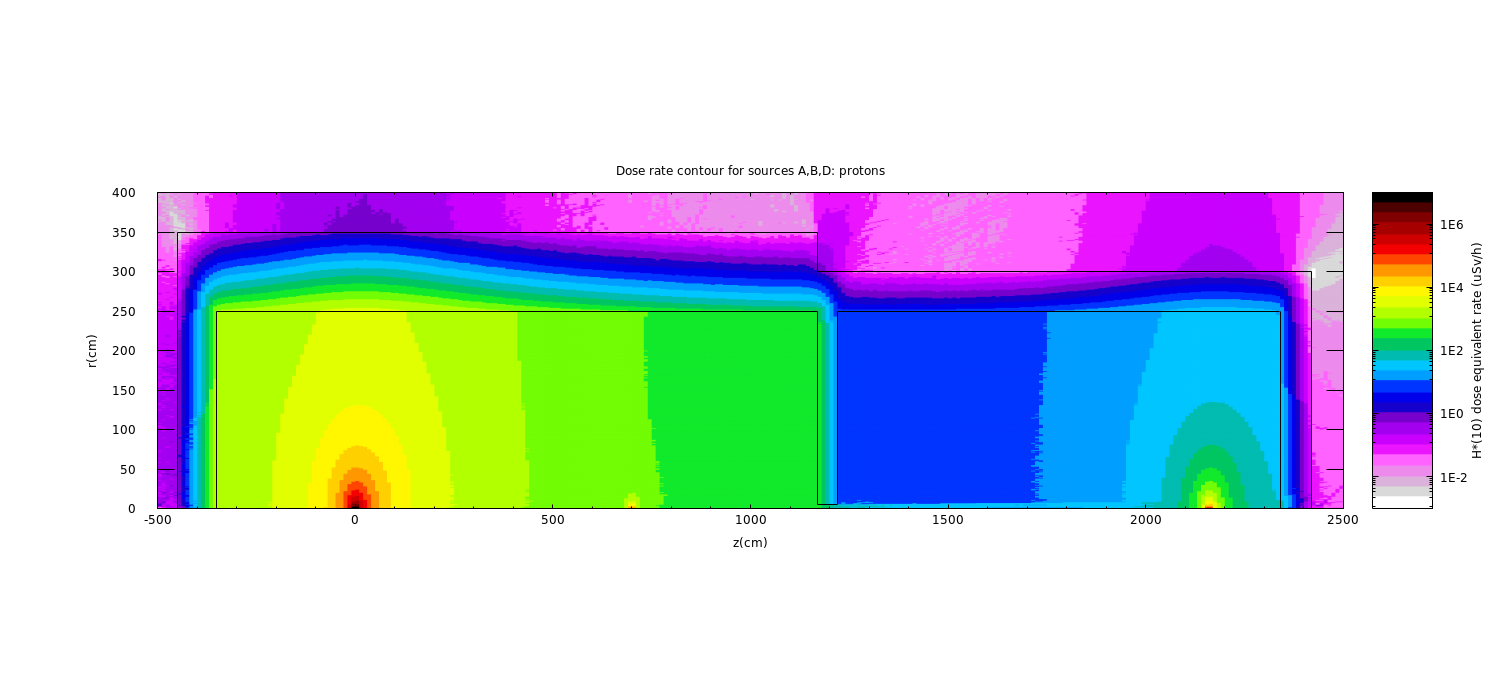 Dose rate contour for sources A,B,D: protons
400
350
300
250
200
150
100
50
0
r(cm)
-500 0 500 1000 1500 2000 2500
z(cm)
1E6
1E4
1E2
1E0
1E-2
H*(10) dose equivalent rate (uSv/h)